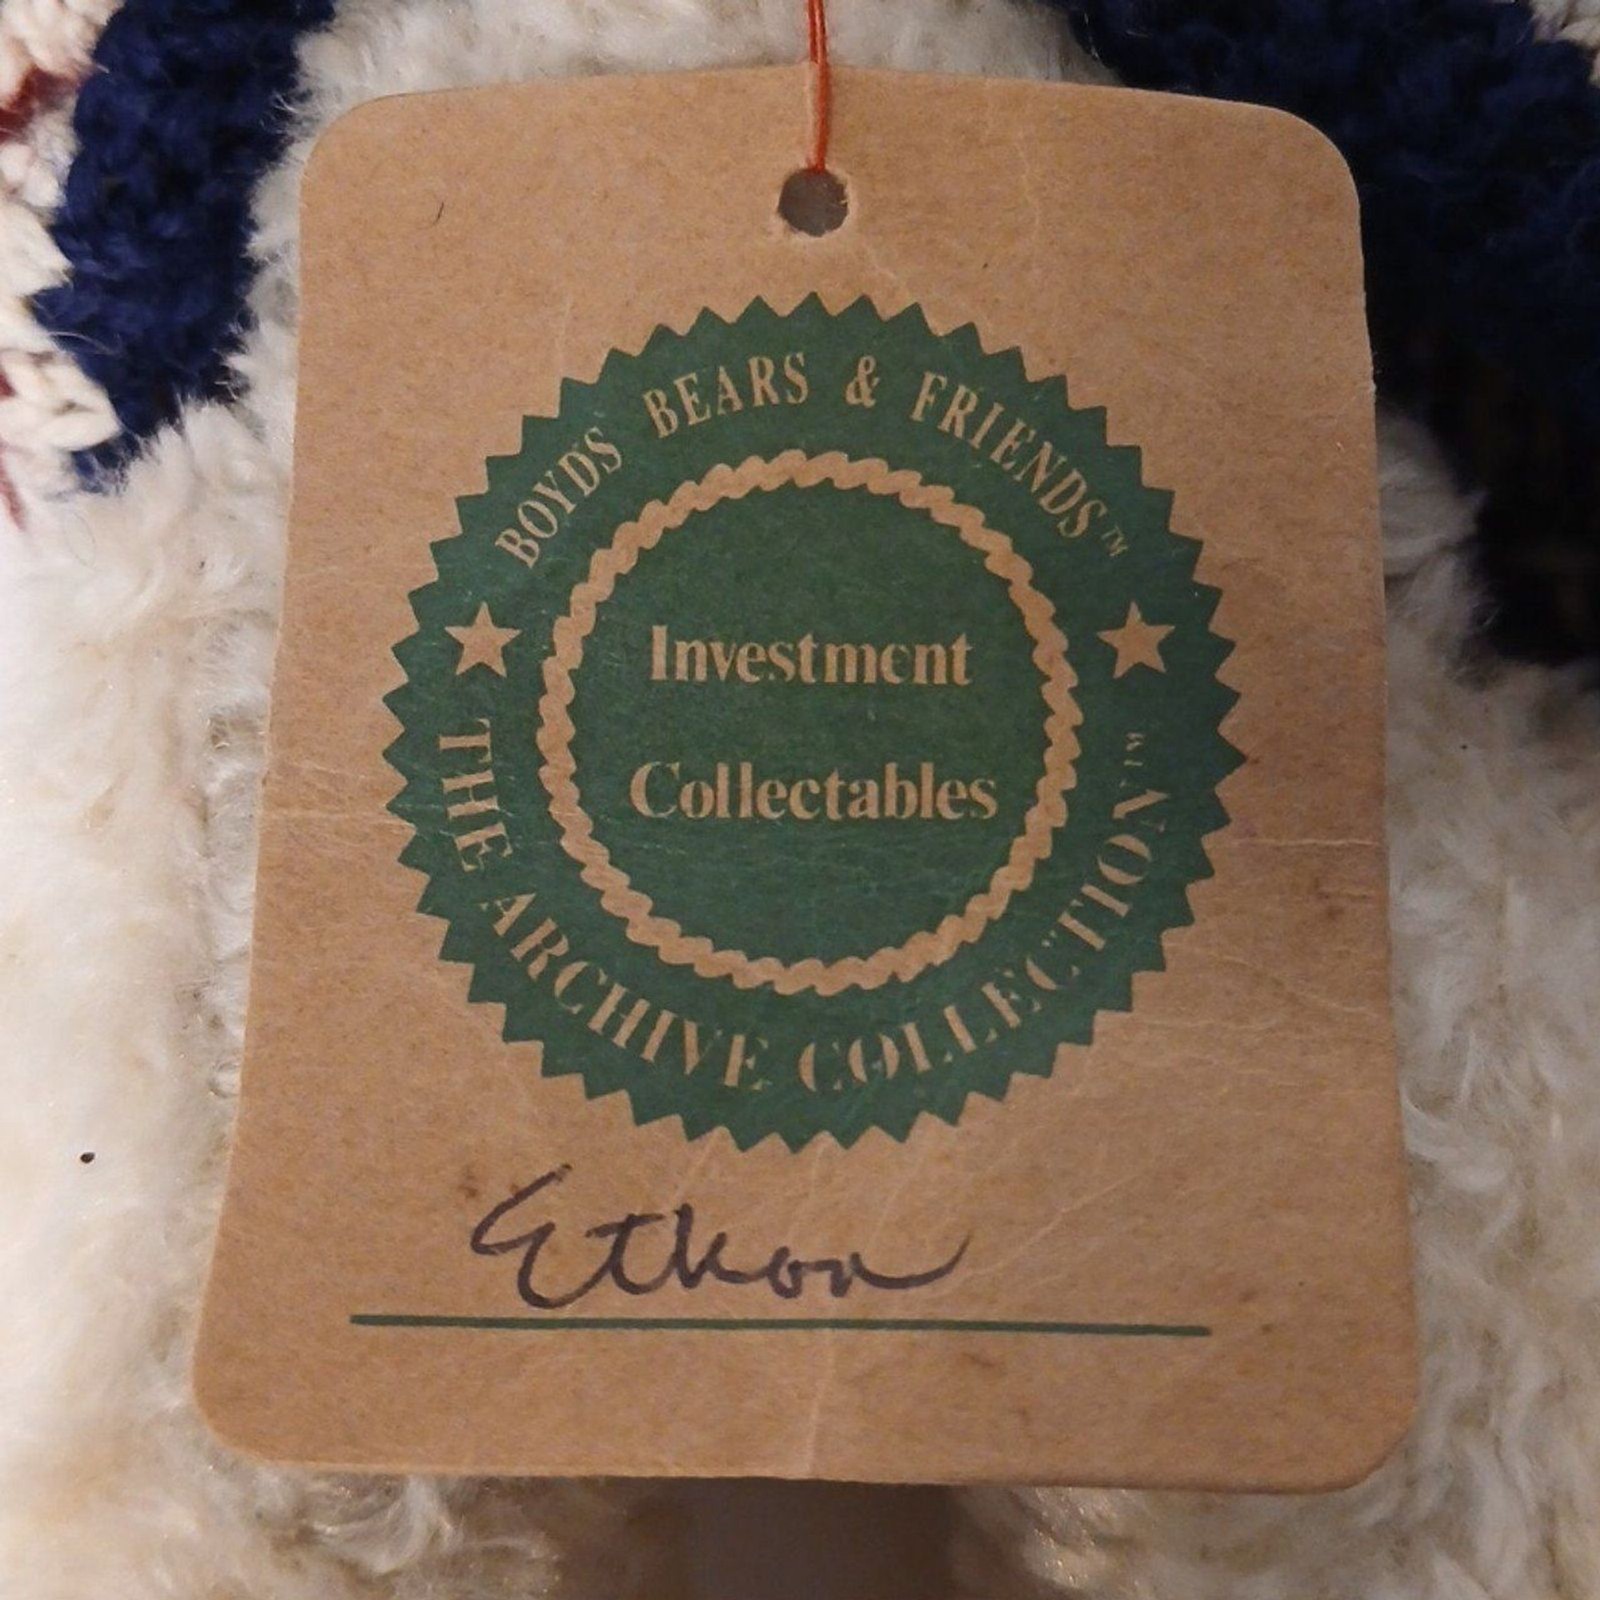 BOYDS BEARS & FRIENDS™
Investment
Collectables
THE ARCHIVE COLLECTION™
Ethan